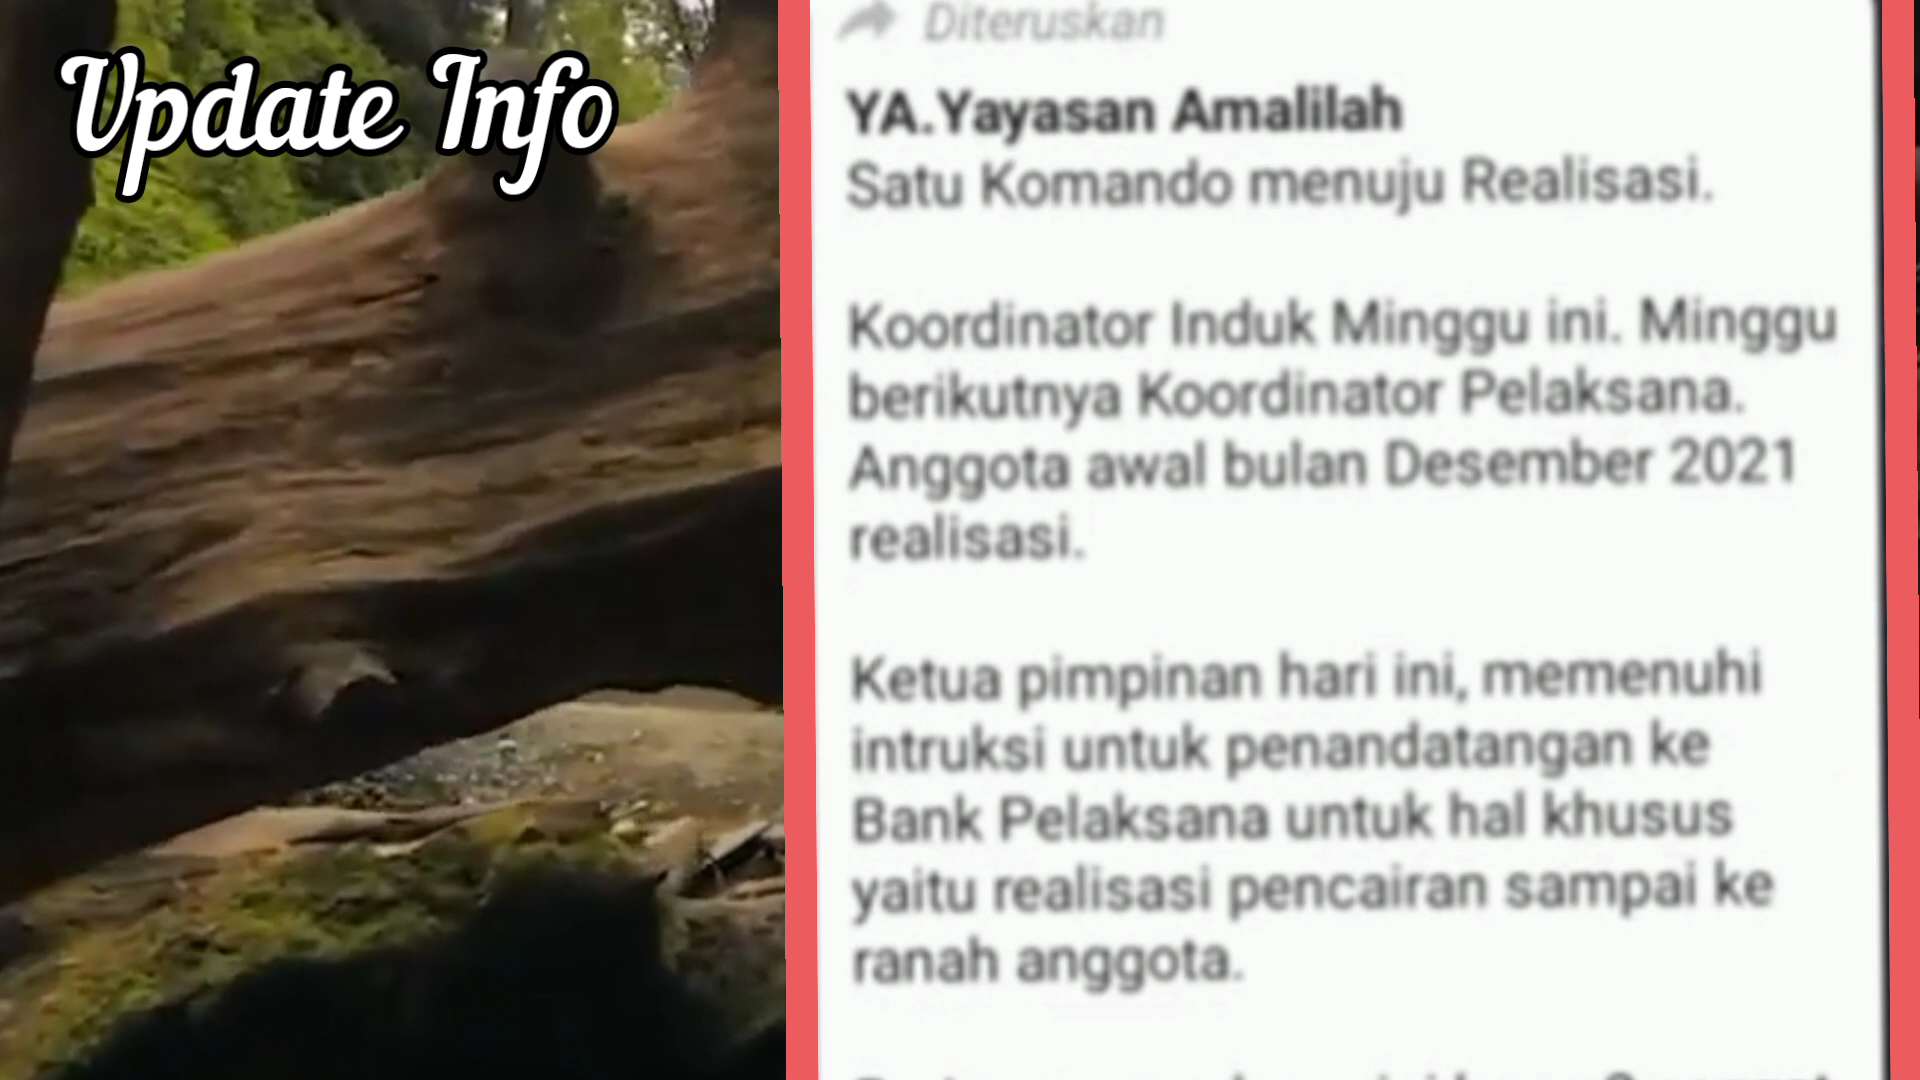 Update Info
Diteruskan
YA.Yayasan Amalilah
Satu Komando menuju Realisasi.
Koordinator Induk Minggu ini. Minggu
berikutnya Koordinator Pelaksana.
Anggota awal bulan Desember 2021
realisasi.
Ketua pimpinan hari ini, memenuhi
intruksi untuk penandatangan ke
Bank Pelaksana untuk hal khusus
yaitu realisasi pencairan sampai ke
ranah anggota.